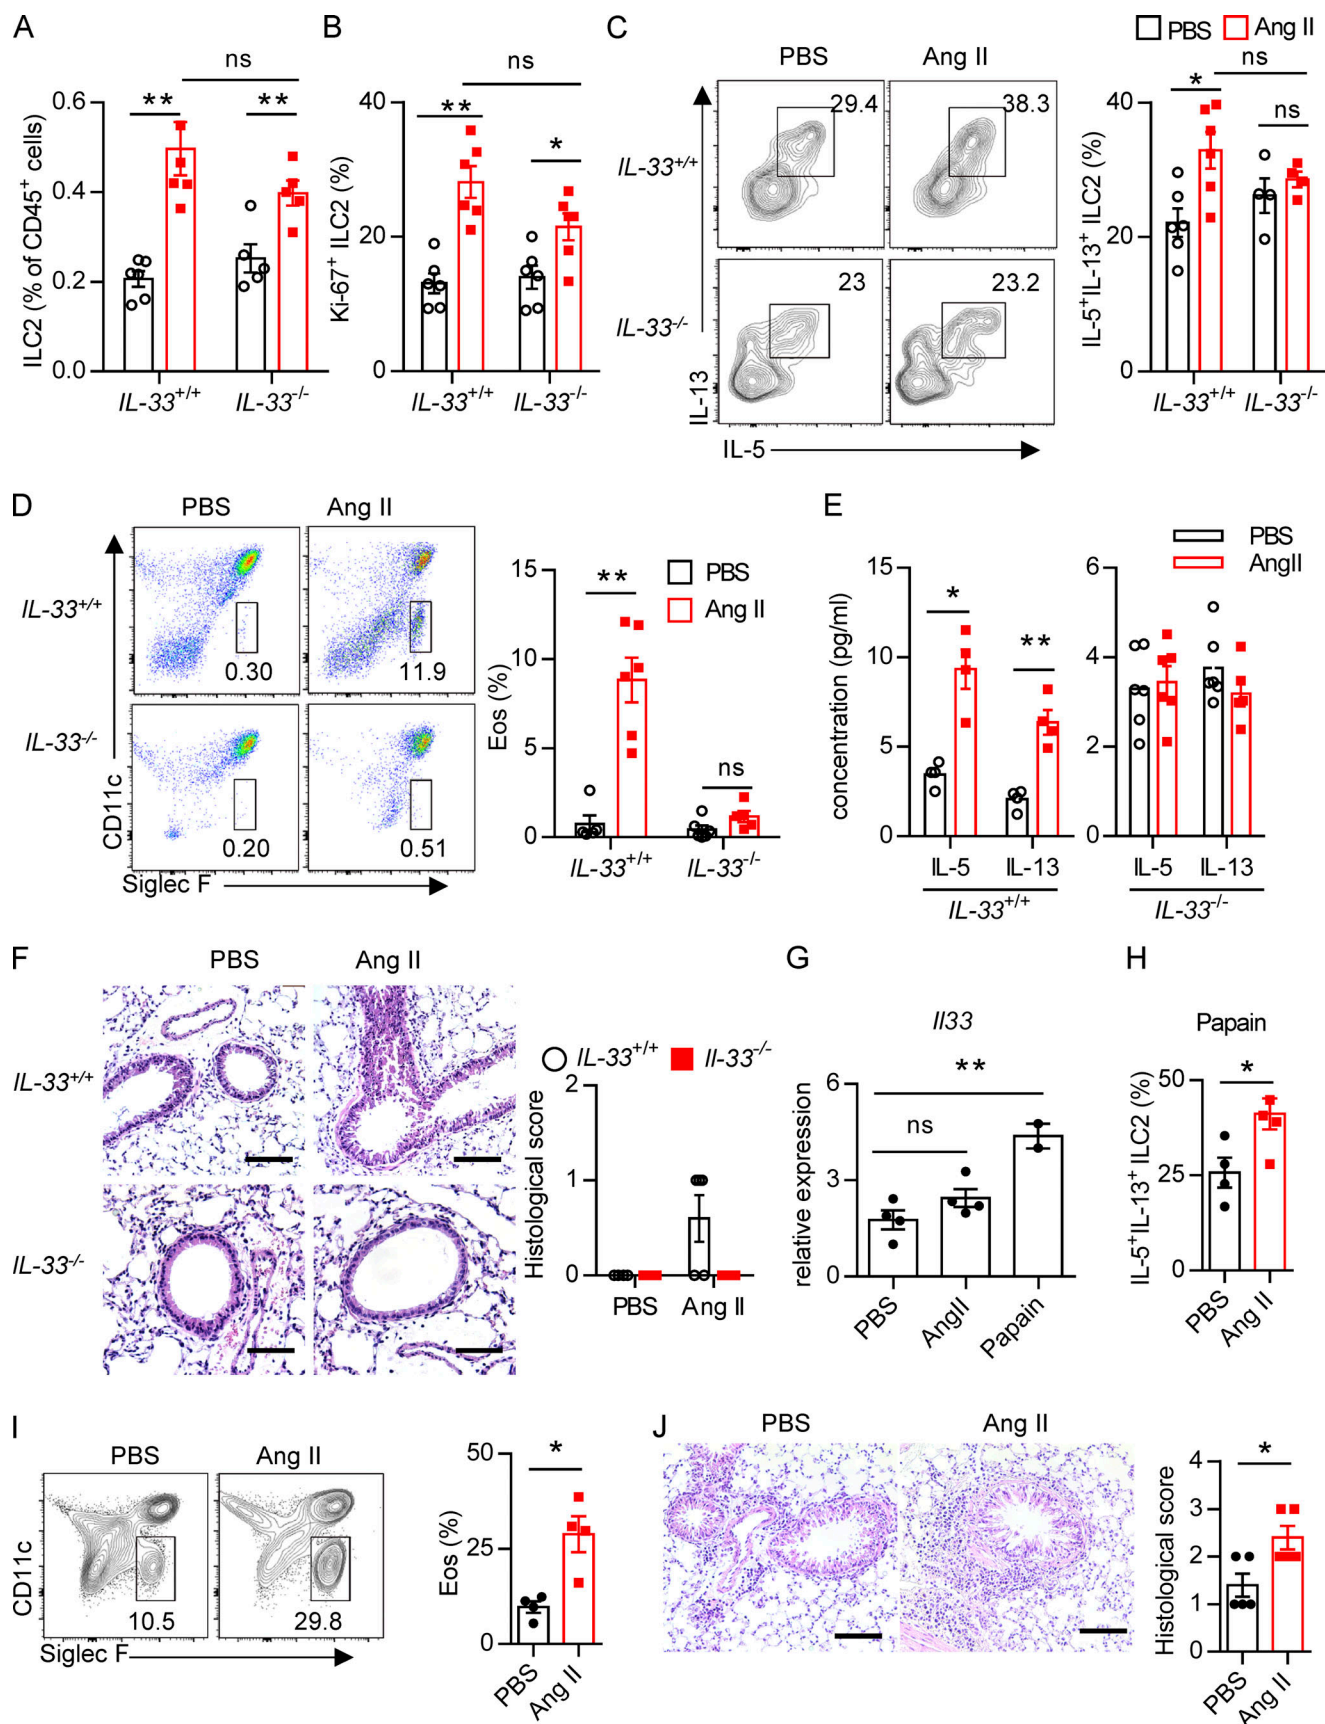 A
B
C
PBS
Ang II
PBS
Ang II
ns
**
**
ILC2 (% of CD45+ cells)
0.6
0.4
0.2
0.0
IL-33+/+
IL-33-/-
ns
**
*
Ki-67+ ILC2 (%)
40
20
0
IL-33+/+
IL-33-/-
29.4
38.3
IL-33+/+
23
23.2
IL-33-/-
IL-13
IL-5
ns
*
ns
IL-5+IL-13+ ILC2 (%)
40
20
0
IL-33+/+
IL-33-/-
D
PBS
Ang II
IL-33+/+
0.30
11.9
IL-33-/-
0.20
0.51
CD11c
Siglec F
PBS
Ang II
**
ns
Eos (%)
15
10
5
0
IL-33+/+
IL-33-/-
E
PBS
AngII
*
**
concentration (pg/ml)
15
10
5
0
IL-5
IL-13
IL-33+/+
6
4
2
0
IL-5
IL-13
IL-33-/-
F
PBS
Ang II
IL-33+/+
IL-33-/-
IL-33+/+
Il-33-/-
Histological score
2
1
0
PBS
Ang II
G
Il33
**
ns
relative expression
6
3
0
PBS
AngII
Papain
H
Papain
*
IL-5+IL-13+ ILC2 (%)
50
25
0
PBS
Ang II
I
PBS
Ang II
CD11c
10.5
29.8
Siglec F
*
Eos (%)
50
25
0
PBS
Ang II
J
PBS
Ang II
*
Histological score
4
3
2
1
0
PBS
Ang II